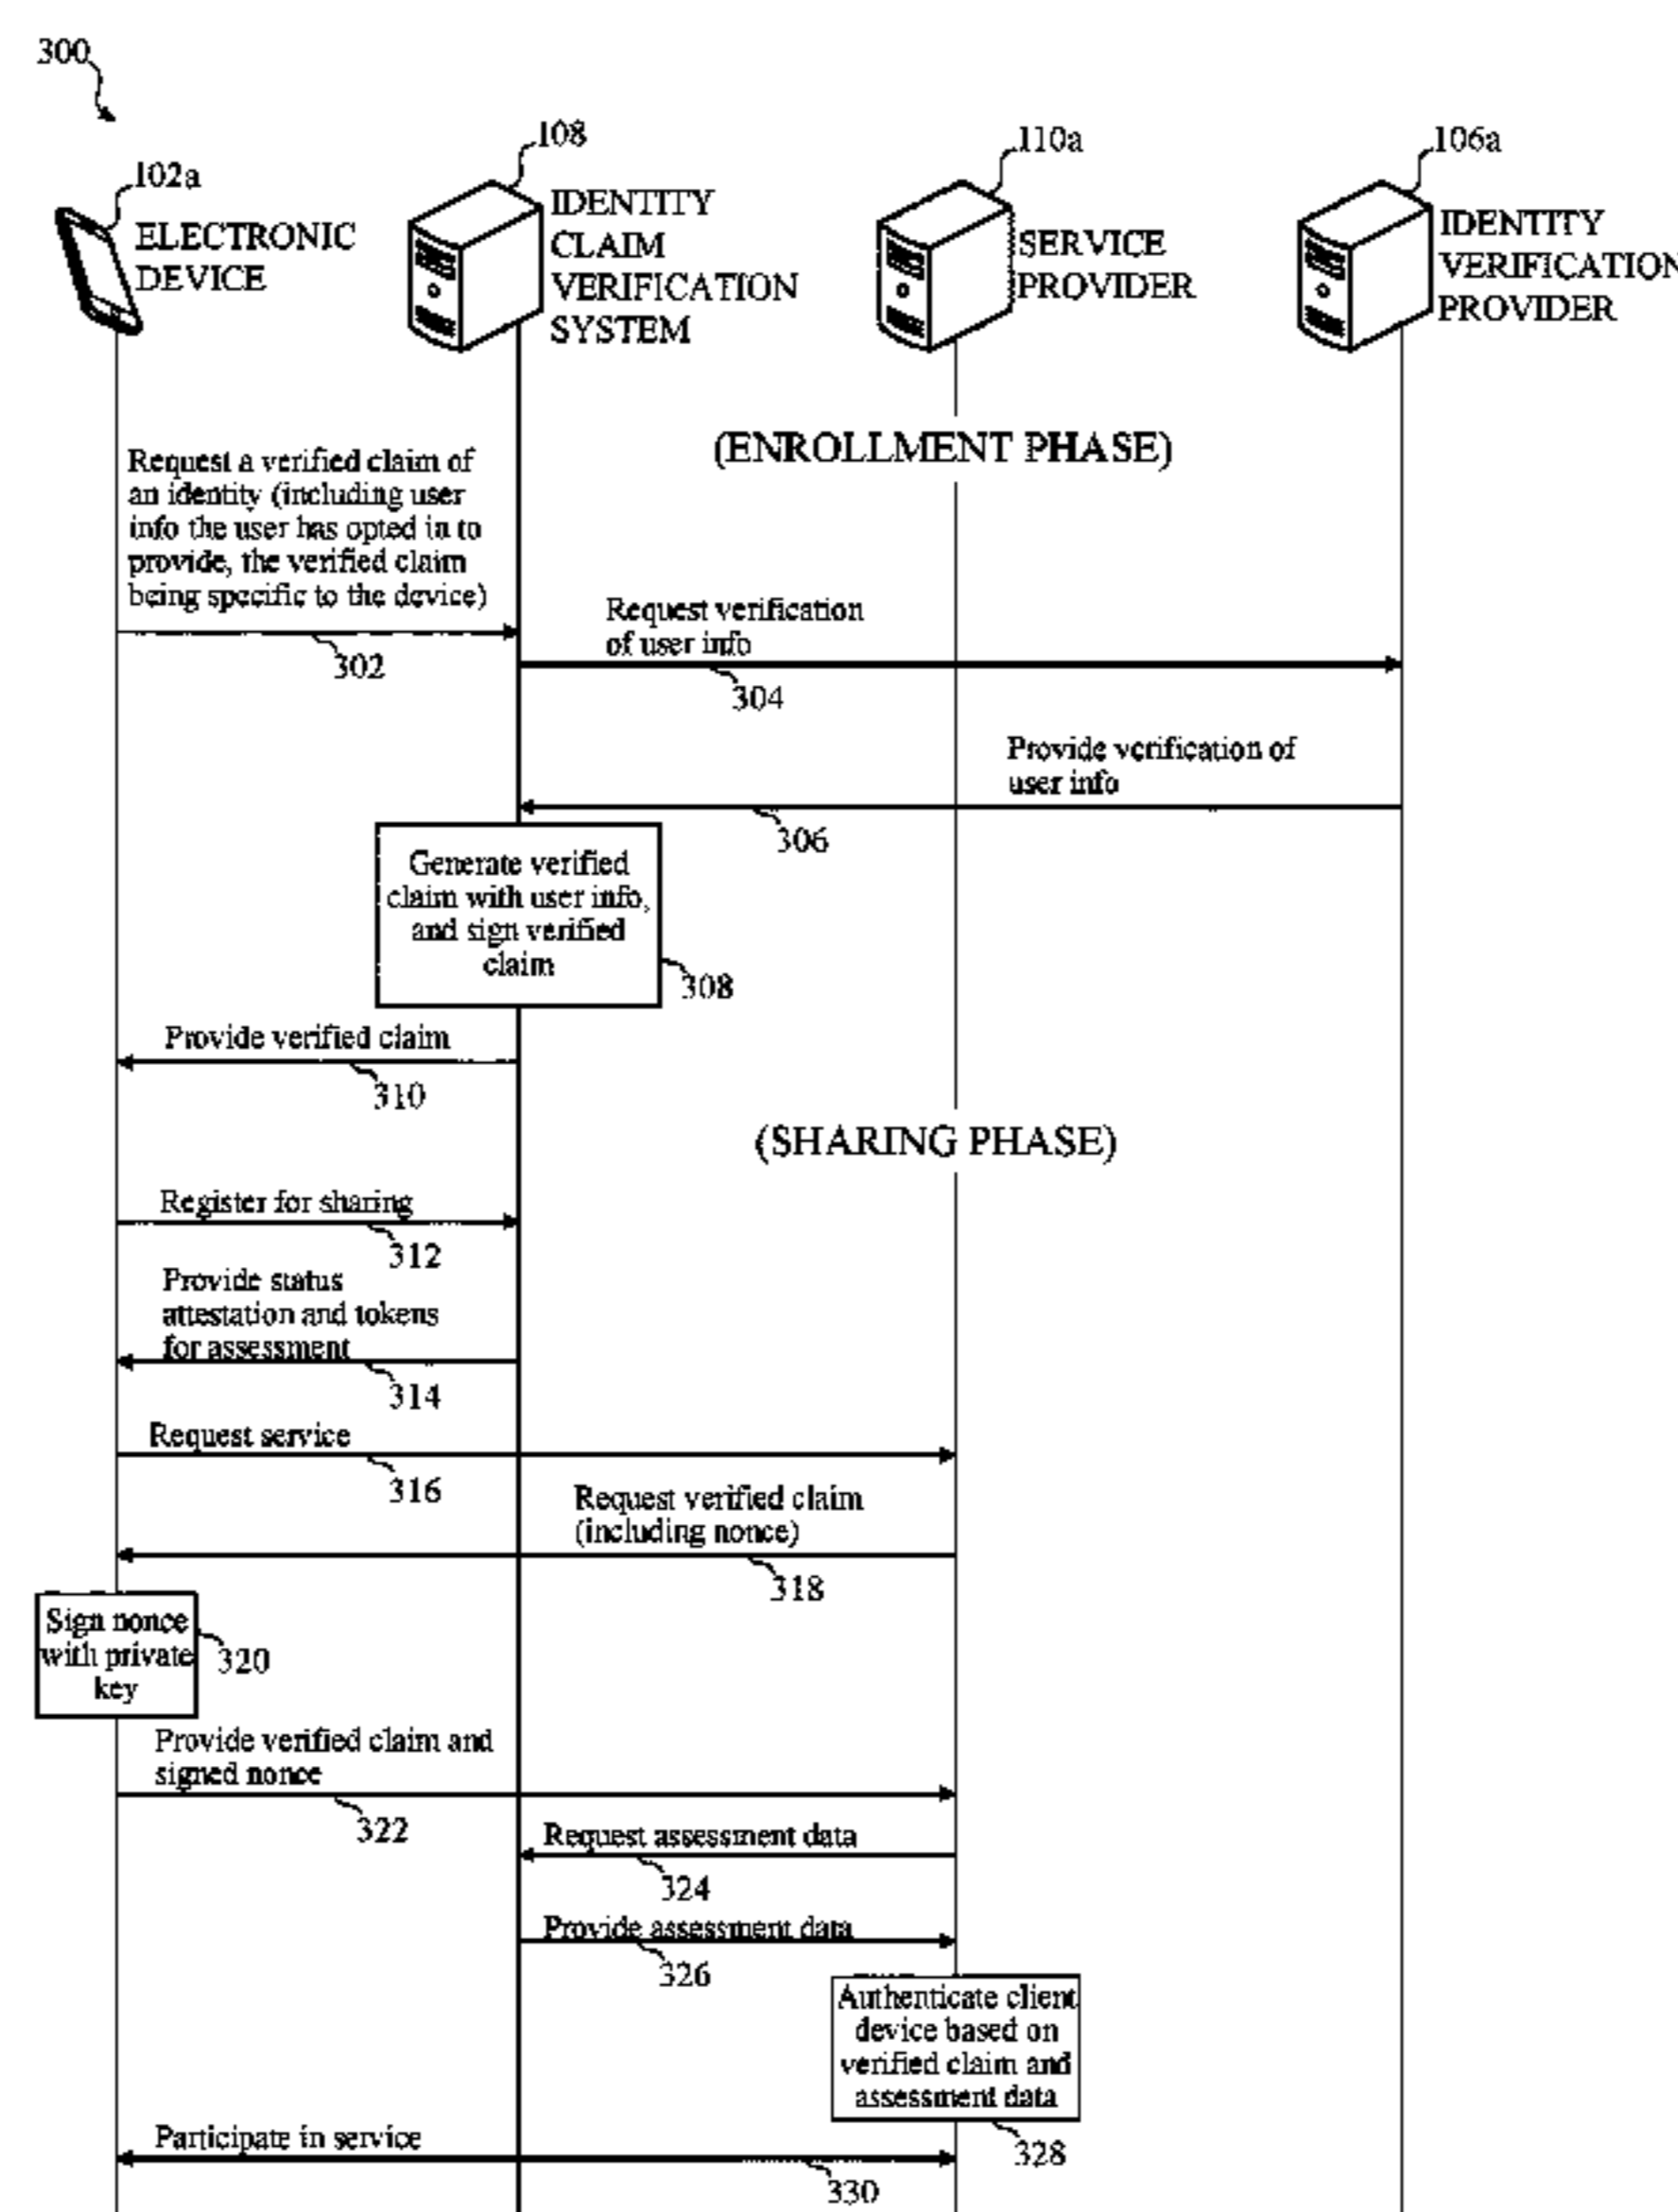 300
102a
ELECTRONIC
DEVICE
108
IDENTITY
CLAIM
VERIFICATION
SYSTEM
110a
SERVICE
PROVIDER
106a
IDENTITY
VERIFICATION
PROVIDER
(ENROLLMENT PHASE)
Request a verified claim of
an identity (including user
info the user has opted in to
provide, the verified claim
being specific to the device)
302
Request verification
of user info
304
Provide verification of
user info
306
Generate verified
claim with user info,
and sign verified
claim
308
Provide verified claim
310
(SHARING PHASE)
Register for sharing
312
Provide status
attestation and tokens
for assessment
314
Request service
316
Request verified claim
(including nonce)
318
Sign nonce
with private
key
320
Provide verified claim and
signed nonce
322
Request assessment data
324
Provide assessment data
326
Authenticate client
device based on
verified claim and
assessment data
328
Participate in service
330